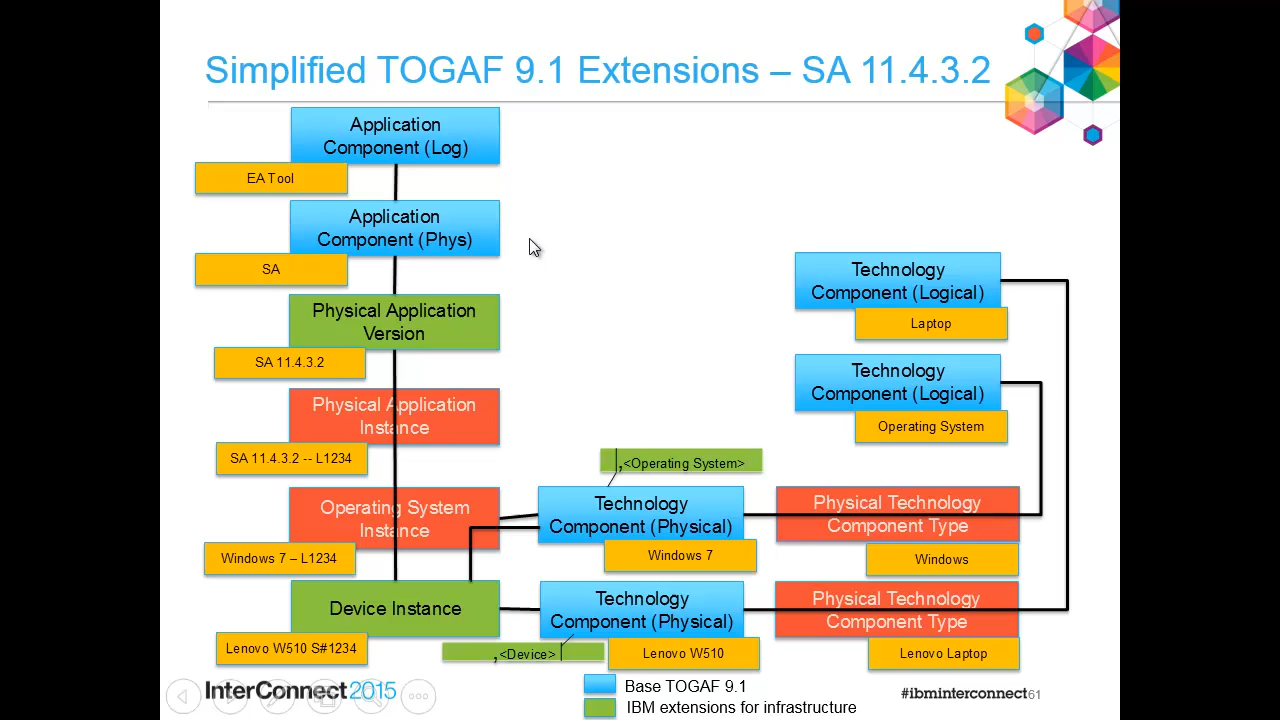 Simplified TOGAF 9.1 Extensions – SA 11.4.3.2
Application
Component (Log)
EA Tool
Application
Component (Phys)
SA
Physical Application
Version
SA 11.4.3.2
Physical Application
Instance
SA 11.4.3.2 -- L1234
Operating System
Instance
Windows 7 – L1234
Device Instance
Lenovo W510 S#1234
Technology
Component (Logical)
Laptop
Technology
Component (Logical)
Operating System
,<Operating System>
Technology
Component (Physical)
Windows 7
Physical Technology
Component Type
Windows
Technology
Component (Physical)
,<Device>
Lenovo W510
Physical Technology
Component Type
Lenovo Laptop
InterConnect2015
Base TOGAF 9.1
IBM extensions for infrastructure
#ibminterconnect61